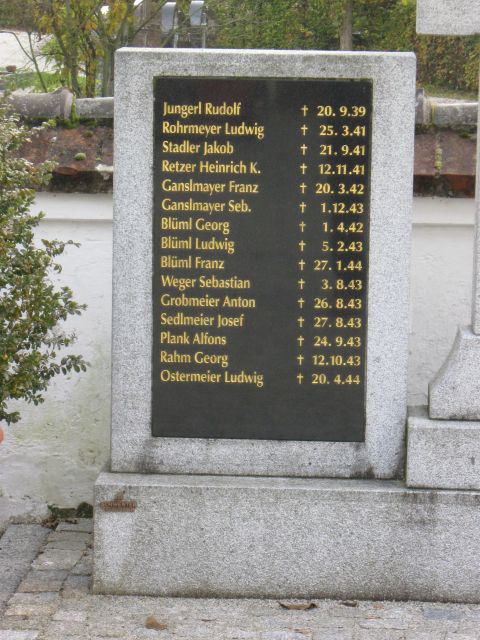 Jungerl Rudolf † 20. 9. 39
Rohrmeyer Ludwig † 25. 3. 41
Stadler Jakob † 21. 9. 41
Retzer Heinrich K. † 12. 11. 41
Ganslmayer Franz † 20. 3. 42
Ganslmayer Seb. † 1. 12. 43
Blüml Georg † 1. 4. 42
Blüml Ludwig † 5. 2. 43
Blüml Franz † 27. 1. 44
Weger Sebastian † 3. 8. 43
Grobmeier Anton † 26. 8. 43
Sedlmeier Josef † 27. 8. 43
Plank Alfons † 24. 9. 43
Rahm Georg † 12. 10. 43
Ostermeier Ludwig † 20. 4. 44